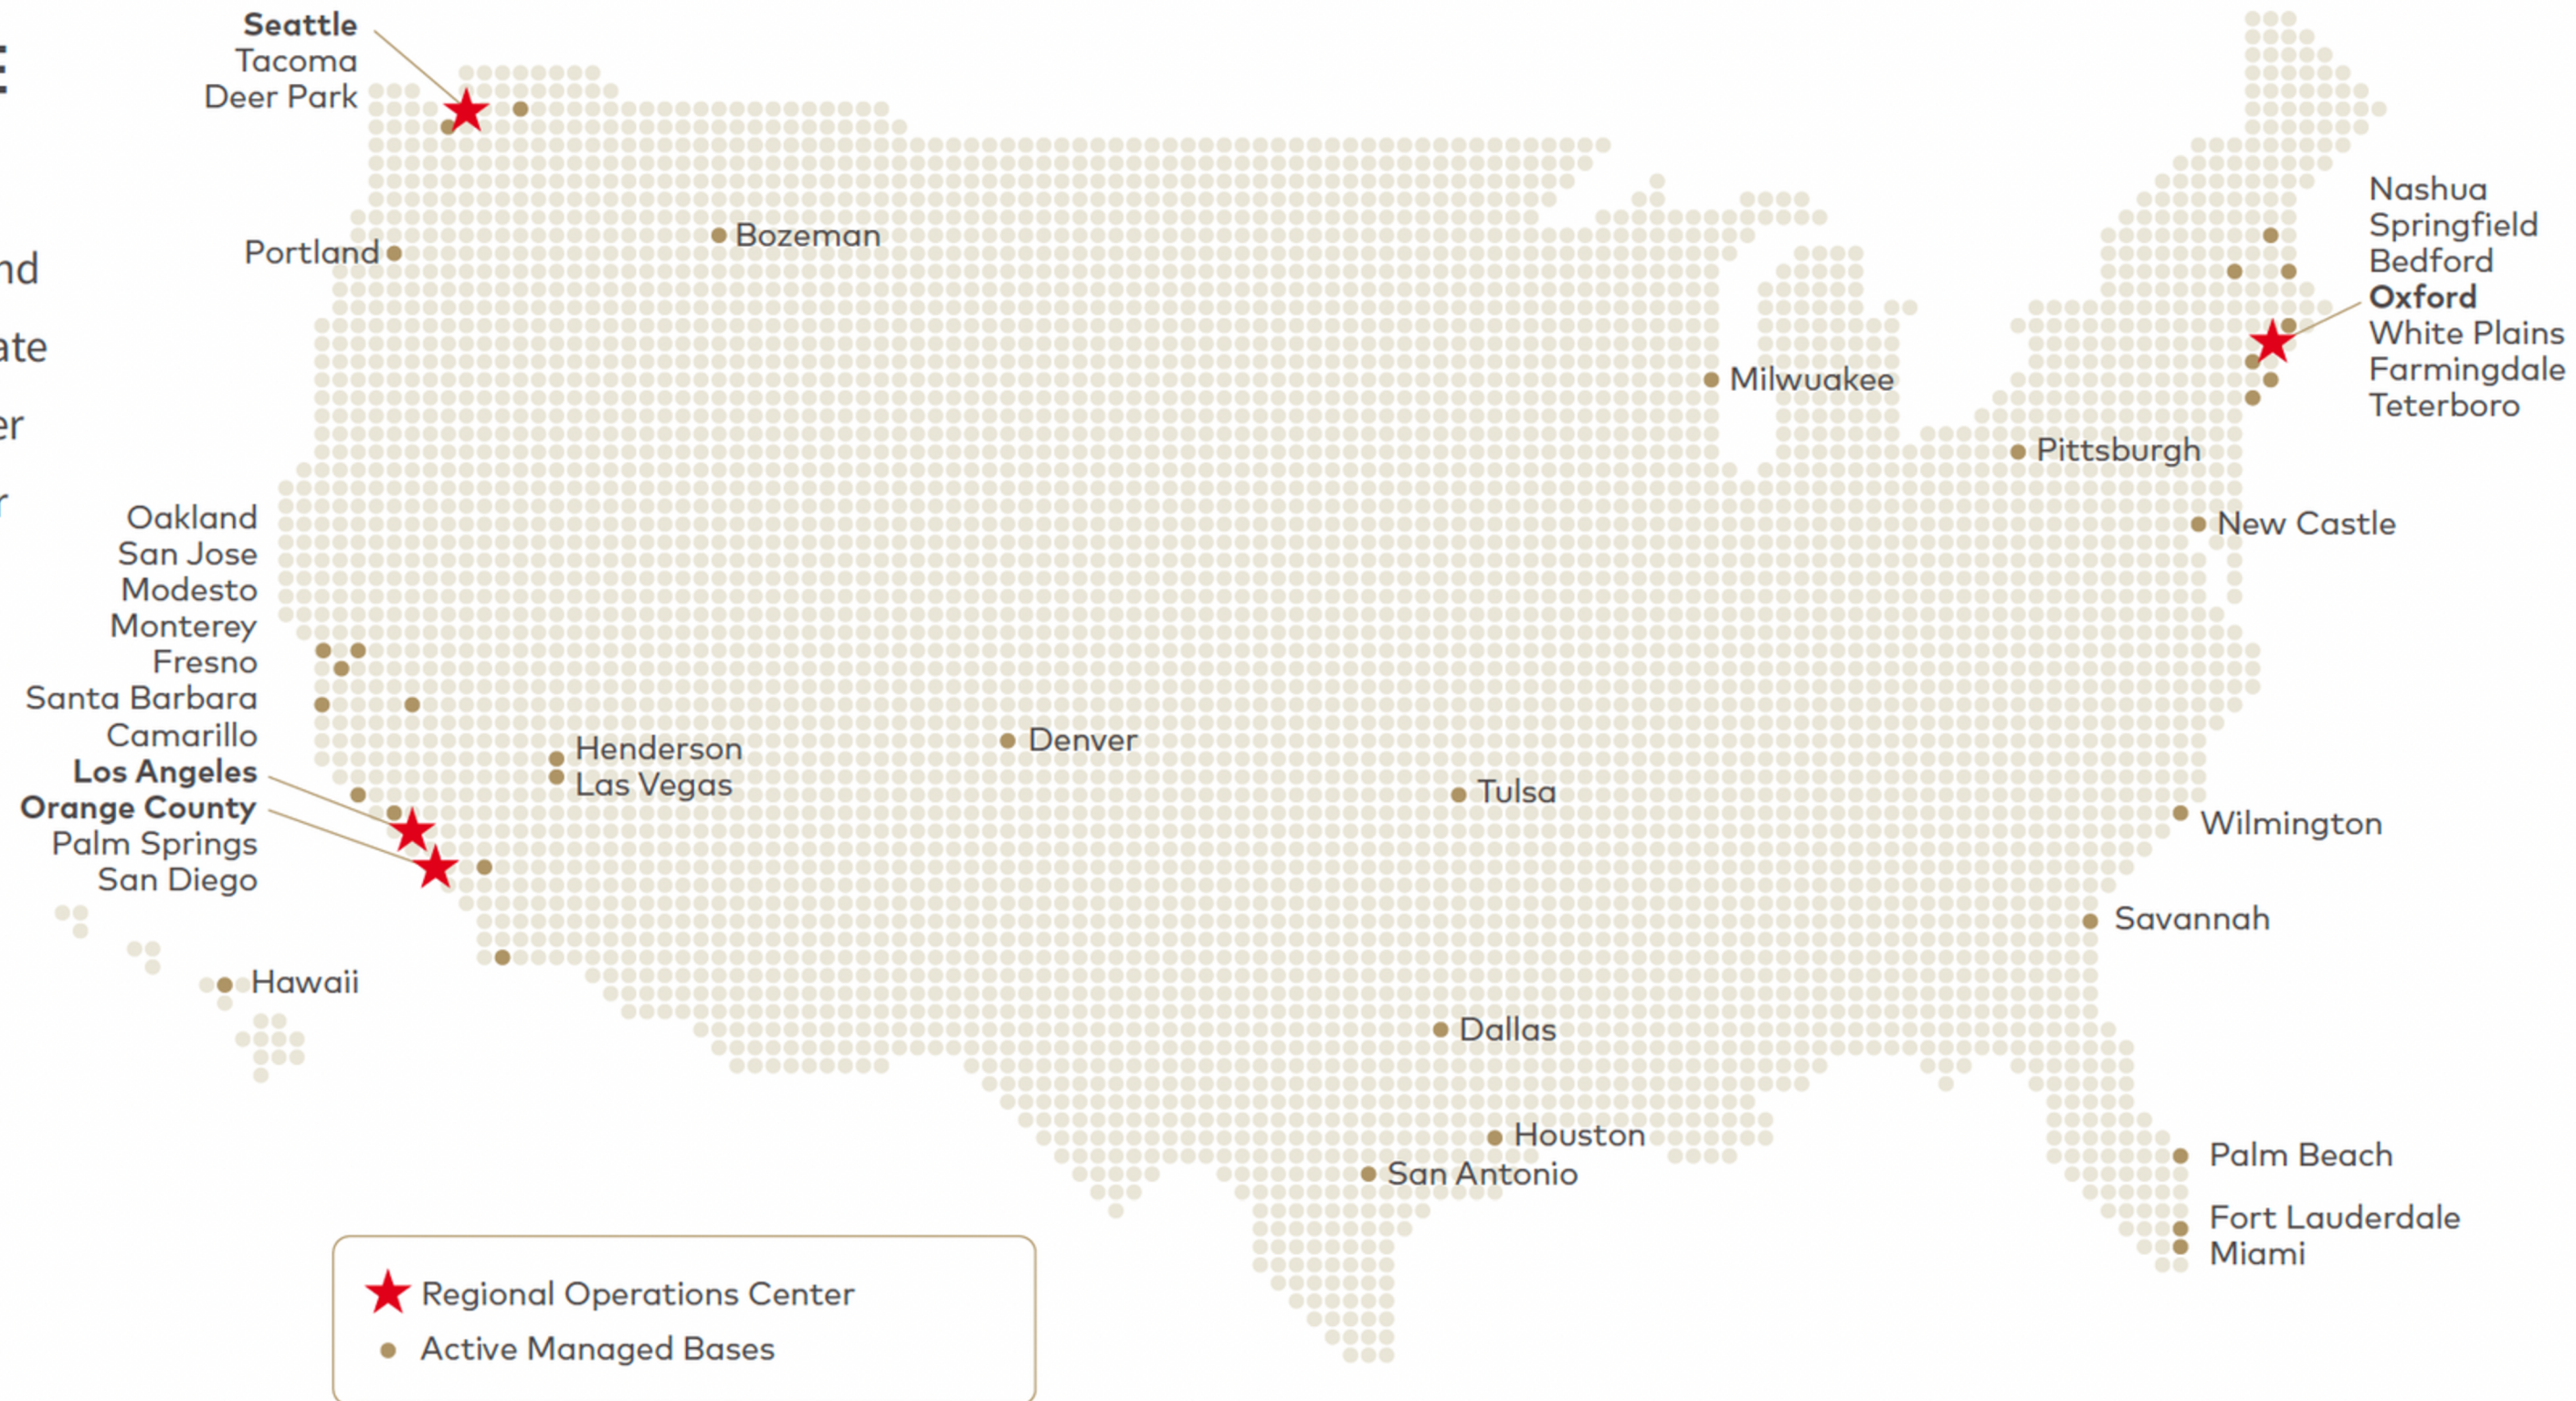 Seattle
Tacoma
Deer Park
nd
ate
er
r
Portland
Bozeman
Nashua
Springfield
Bedford
Oxford
White Plains
Farmingdale
Teterboro
Milwuakee
Pittsburgh
New Castle
Oakland
San Jose
Modesto
Monterey
Fresno
Santa Barbara
Camarillo
Los Angeles
Orange County
Palm Springs
San Diego
Henderson
Las Vegas
Denver
Tulsa
Wilmington
Savannah
Hawaii
Dallas
Houston
San Antonio
Palm Beach
Fort Lauderdale
Miami
Regional Operations Center
Active Managed Bases